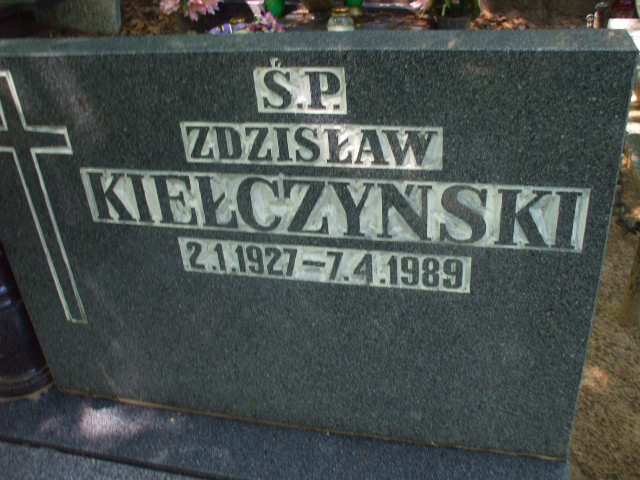 Ś.P.
ZDZISŁAW
KIEŁCZYŃSKI
2.1.1927-7.4.1989